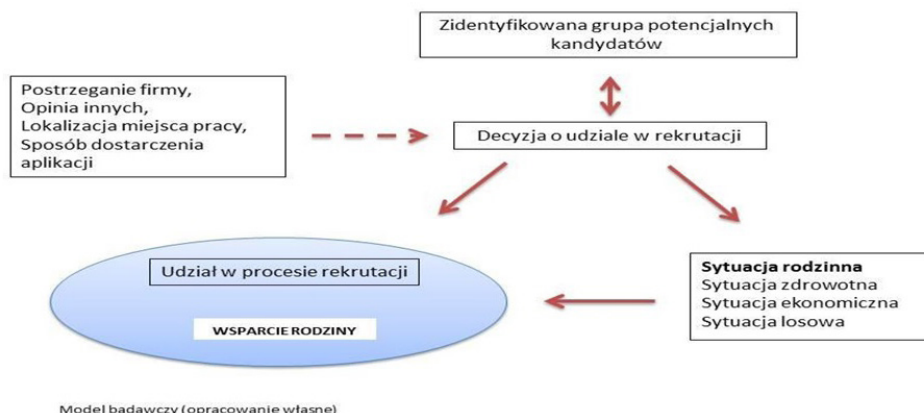 Zidentyfikowana grupa potencjalnych
kandydatów
Postrzeganie firmy,
Opinia innych,
Lokalizacja miejsca pracy,
Sposób dostarczenia
aplikacji
Decyzja o udziale w rekrutacji
Udział w procesie rekrutacji
WSPARCIE RODZINY
Sytuacja rodzinna
Sytuacja zdrowotna
Sytuacja ekonomiczna
Sytuacja losowa
Model badawczy (opracowanie własne)